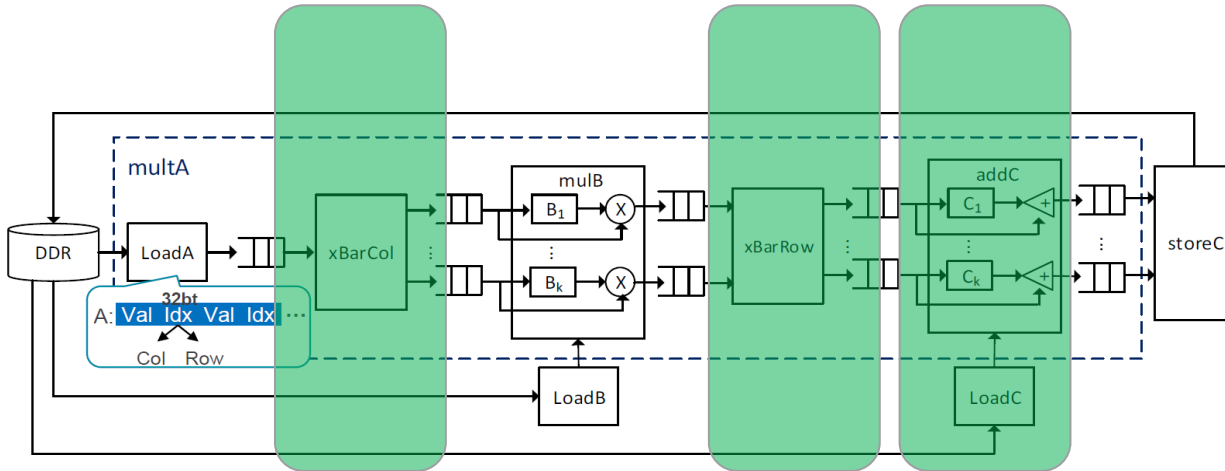 multA
DDR
LoadA
32bt
A: Val Idx Val Idx ...
Col Row
xBarCol
⋮
mulB
B1
X
⋮
Bk
X
LoadB
xBarRow
⋮
addC
C1
+
⋮
Ck
+
LoadC
⋮
storeC